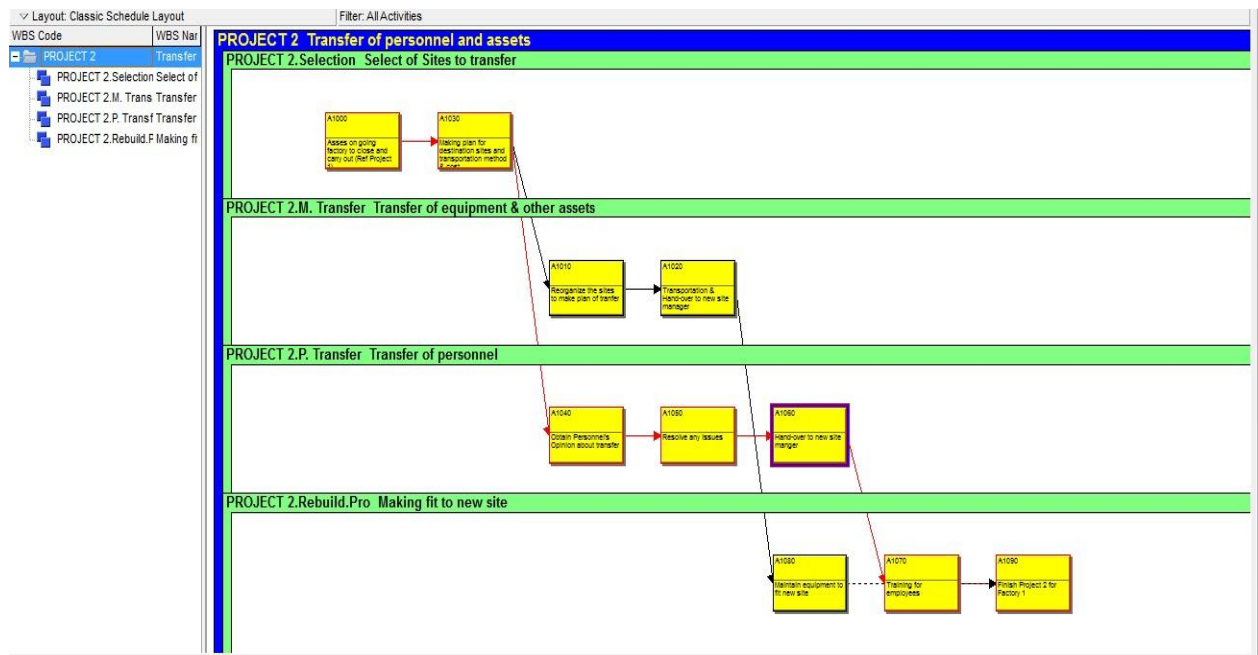 Layout: Classic Schedule Layout
Filter: All Activities
WBS Code
WBS Nar
PROJECT 2
Transfer
PROJECT 2.Selection
Select of
PROJECT 2.M. Trans
Transfer
PROJECT 2.P. Transf
Transfer
PROJECT 2.Rebuild.P
Making fi
PROJECT 2 Transfer of personnel and assets
PROJECT 2.Selection Select of Sites to transfer
A1000
Asses on going
factory to close and
carry out (Ref Project
1)
A1030
Making plan for
destination sites and
transportation method
& cost
PROJECT 2.M. Transfer Transfer of equipment & other assets
A1010
Reorganize the sites
to make plan of tranfer
A1020
Transportation &
Hand-over to new site
manager
PROJECT 2.P. Transfer Transfer of personnel
A1040
Obtain Personnel's
Opinion about transfer
A1050
Resolve any issues
A1060
Hand-over to new site
manger
PROJECT 2.Rebuild.Pro Making fit to new site
A1080
Maintain equipment to
fit new site
A1070
Training for
employees
A1090
Finish Project 2 for
Factory 1